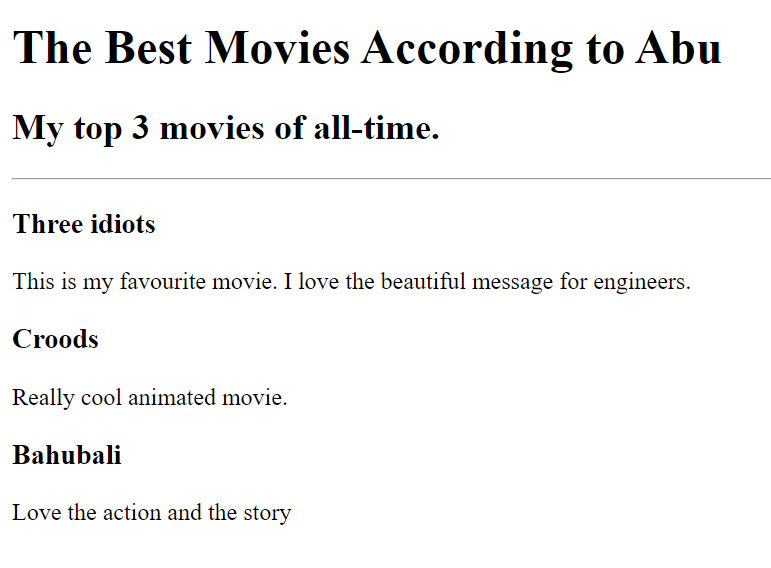 The Best Movies According to Abu
My top 3 movies of all-time.
Three idiots
This is my favourite movie. I love the beautiful message for engineers.
Croods
Really cool animated movie.
Bahubali
Love the action and the story